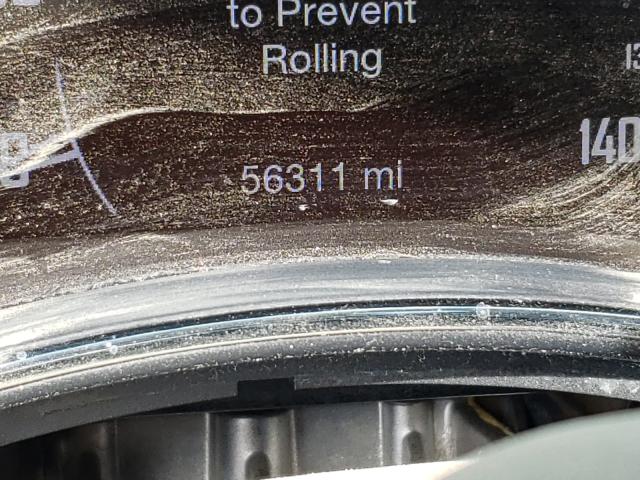 to Prevent
Rolling
140
56311 mi